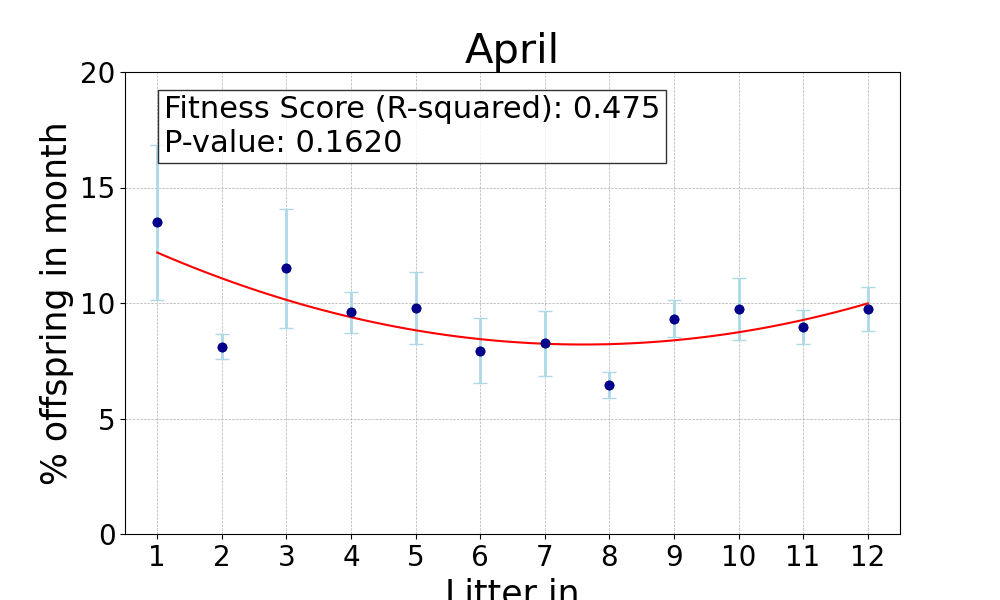 April
Fitness Score (R-squared): 0.475
P-value: 0.1620
% offspring in month
20
15
10
5
0
1 2 3 4 5 6 7 8 9 10 11 12
Litter in